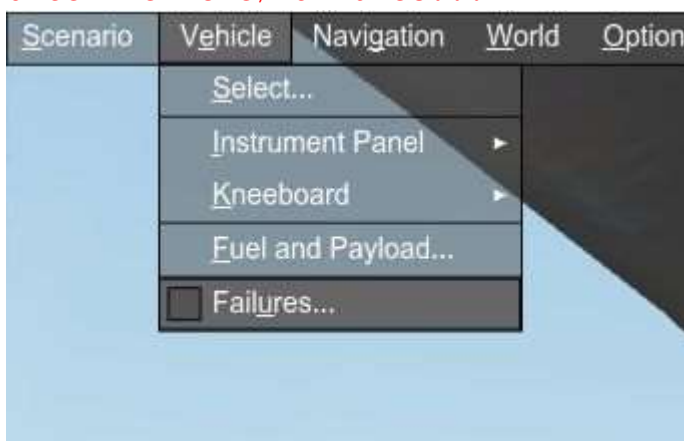 Scenario Vehicle Navigation World Option
Select...
Instrument Panel
Kneeboard
Fuel and Payload...
Failures...